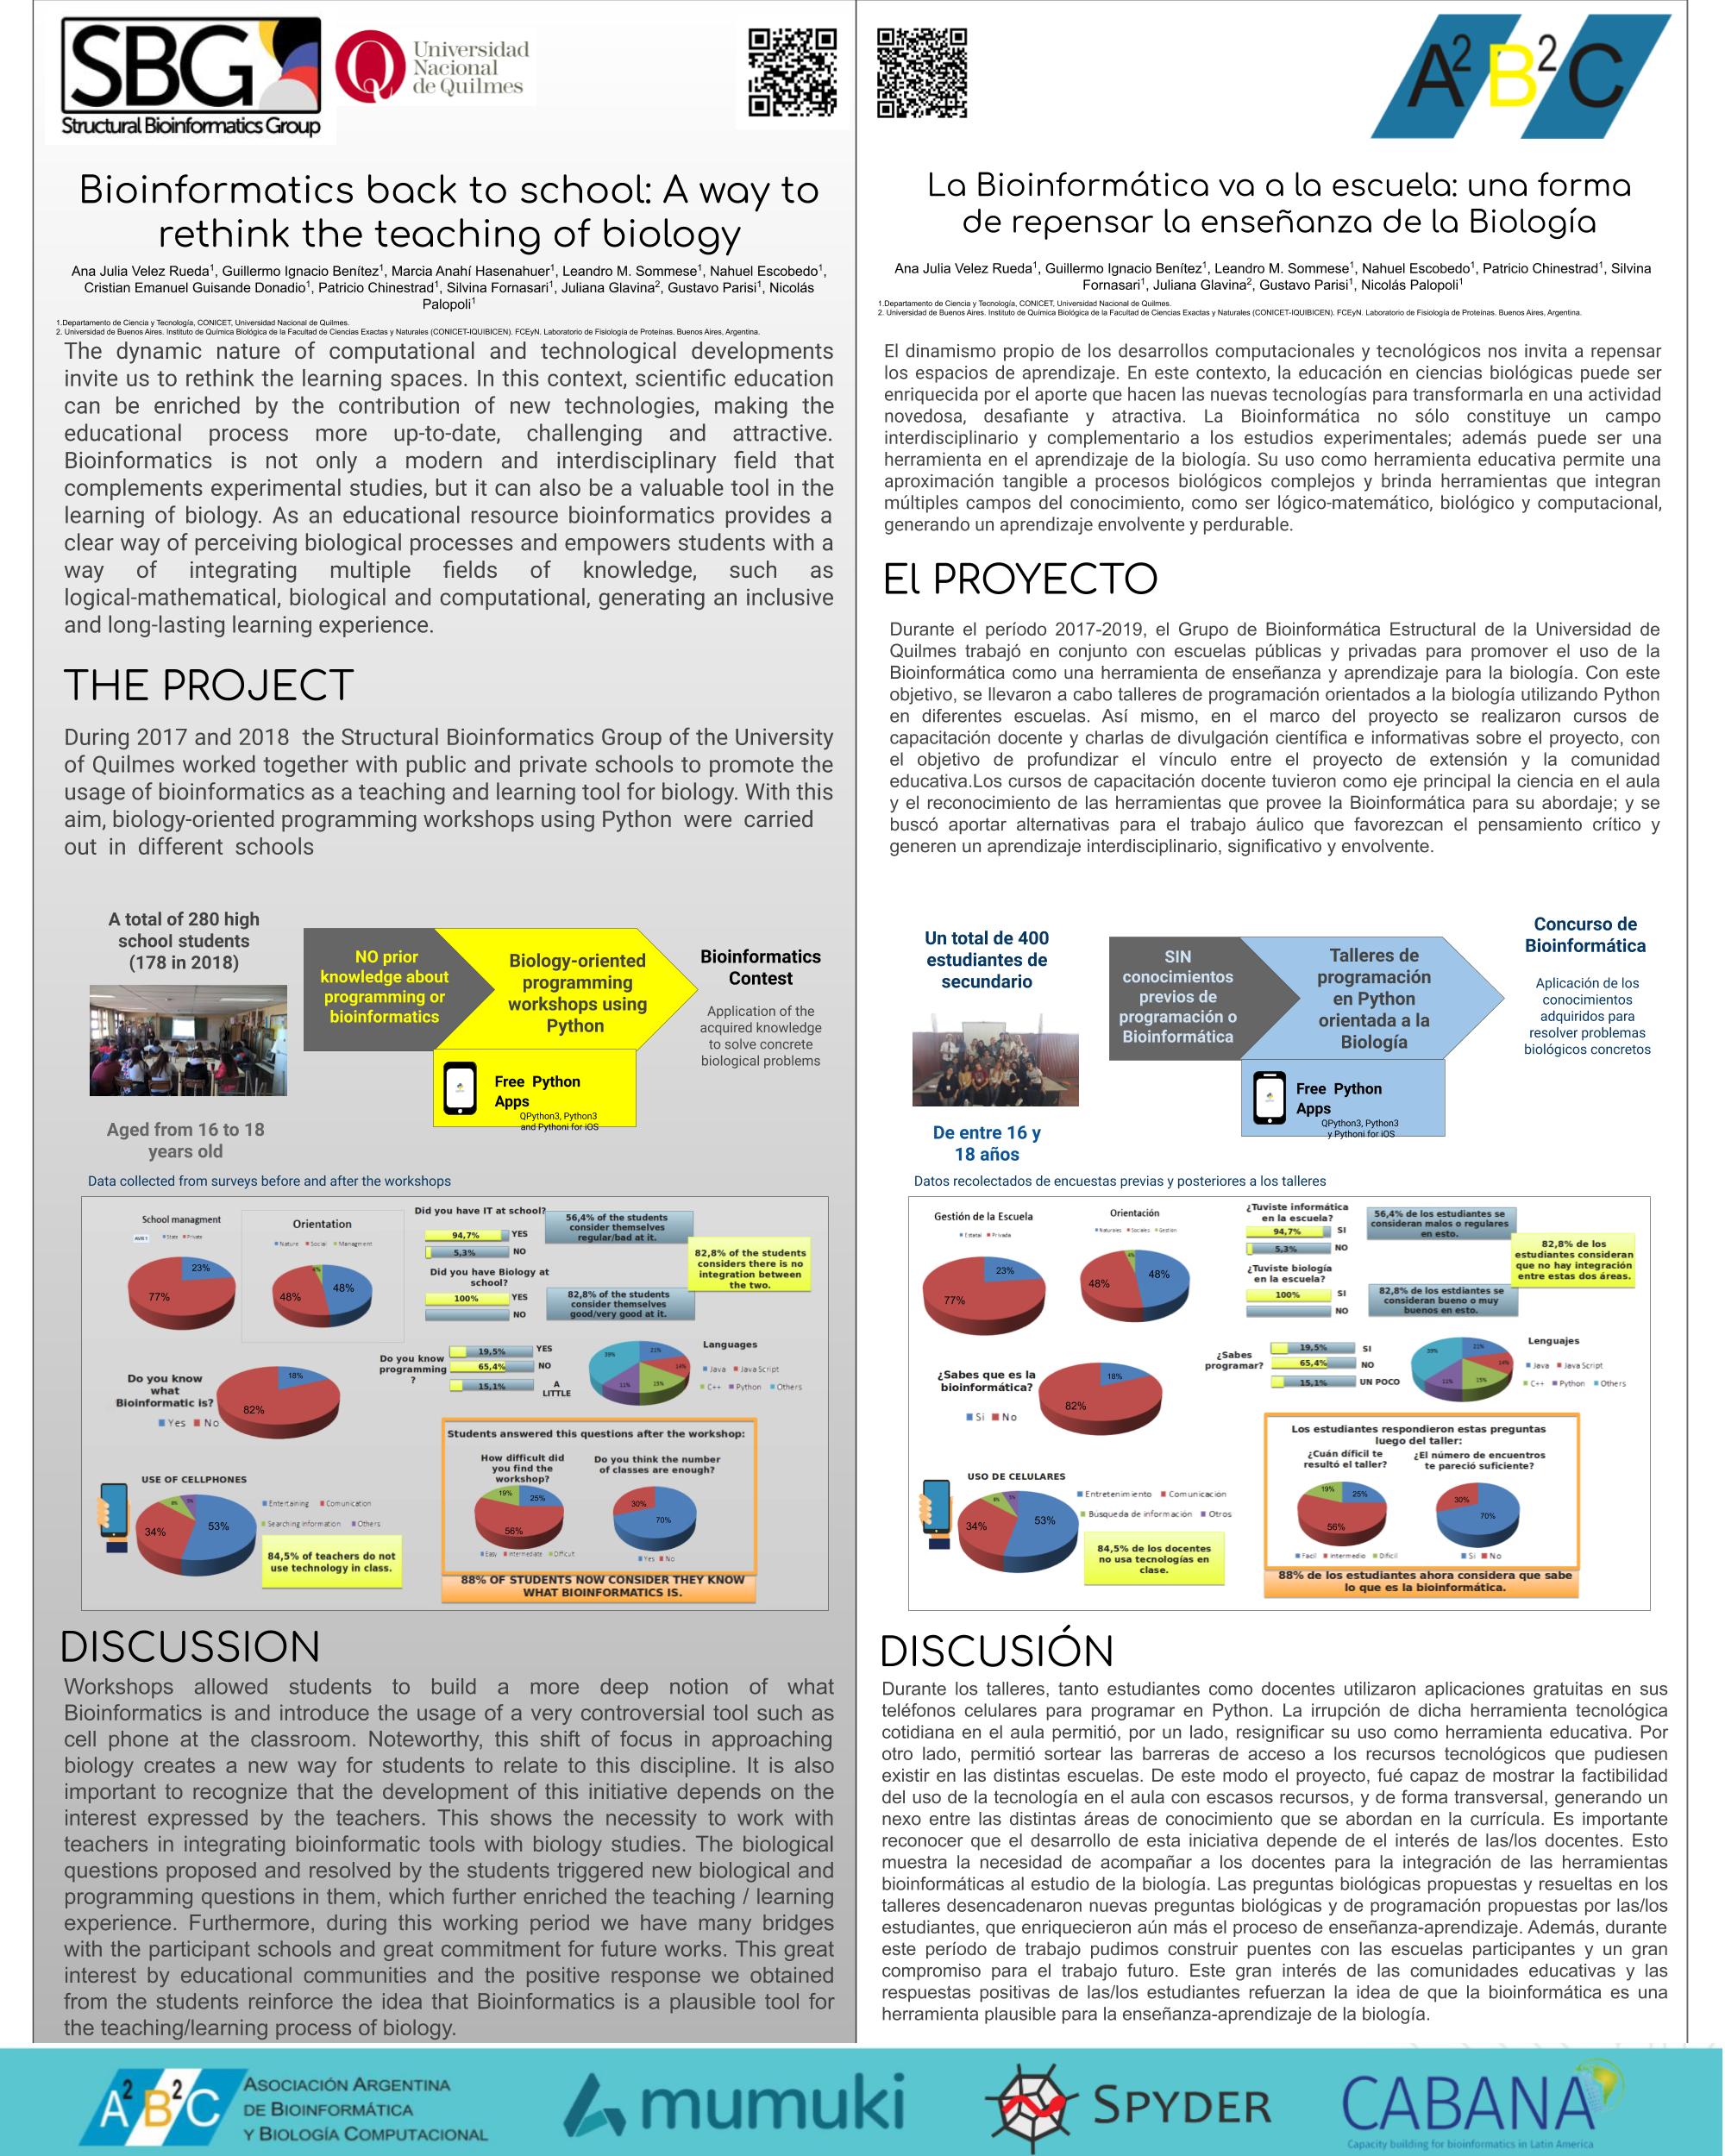 SBG
Structural Bioinformatics Group
Universidad
Nacional
de Quilmes
Bioinformatics back to school: A way to
rethink the teaching of biology
Ana Julia Velez Rueda1, Guillermo Ignacio Benítez1, Marcia Anahí Hasenahuer1, Leandro M. Sommese1, Nahuel Escobedo1,
Cristian Emanuel Guisande Donadio1, Patricio Chinestrad1, Silvina Fornasari1, Juliana Glavina2, Gustavo Parisi1, Nicolás
Palopoli1
1.Departamento de Ciencia y Tecnología, CONICET, Universidad Nacional de Quilmes.
2. Universidad de Buenos Aires. Instituto de Química Biológica de la Facultad de Ciencias Exactas y Naturales (CONICET-IQUIBICEN). FCEyN. Laboratorio de Fisiología de Proteínas. Buenos Aires, Argentina.
The dynamic nature of computational and technological developments
invite us to rethink the learning spaces. In this context, scientific education
can be enriched by the contribution of new technologies, making the
educational process more up-to-date, challenging and attractive.
Bioinformatics is not only a modern and interdisciplinary field that
complements experimental studies, but it can also be a valuable tool in the
learning of biology. As an educational resource bioinformatics provides a
clear way of perceiving biological processes and empowers students with a
way of integrating multiple fields of knowledge, such as
logical-mathematical, biological and computational, generating an inclusive
and long-lasting learning experience.
THE PROJECT
During 2017 and 2018 the Structural Bioinformatics Group of the University
of Quilmes worked together with public and private schools to promote the
usage of bioinformatics as a teaching and learning tool for biology. With this
aim, biology-oriented programming workshops using Python were carried
out in different schools
A total of 280 high
school students
(178 in 2018)
Aged from 16 to 18
years old
NO prior
knowledge about
programming or
bioinformatics
Biology-oriented
programming
workshops using
Python
Free Python
Apps
QPython3, Python3
and Pythoni for iOS
Bioinformatics
Contest
Application of the
acquired knowledge
to solve concrete
biological problems
Data collected from surveys before and after the workshops
School managment
State Private
23%
77%
Orientation
Nature Social Managment
4%
48%
48%
Did you have IT at school?
94,7% YES
5,3% NO
56,4% of the students
consider themselves
regular/bad at it.
Did you have Biology at
school?
100% YES
NO
82,8% of the students
consider themselves
good/very good at it.
82,8% of the students
considers there is no
integration between
the two.
Do you know
what
Bioinformatic is?
Yes No
18%
82%
Do you know
programming
?
19,5% YES
65,4% NO
15,1% A
LITTLE
21%
14%
15%
11%
39%
Languages
Java Java Script
C++ Python Others
USE OF CELLPHONES
8%
5%
34%
53%
Entertaining Comunication
Searching information Others
84,5% of teachers do not
use technology in class.
Students answered this questions after the workshop:
How difficult did
you find the
workshop?
19%
25%
56%
Easy Intermediate Difficult
Do you think the number
of classes are enough?
30%
70%
Yes No
88% OF STUDENTS NOW CONSIDER THEY KNOW
WHAT BIOINFORMATICS IS.
DISCUSSION
Workshops allowed students to build a more deep notion of what
Bioinformatics is and introduce the usage of a very controversial tool such as
cell phone at the classroom. Noteworthy, this shift of focus in approaching
biology creates a new way for students to relate to this discipline. It is also
important to recognize that the development of this initiative depends on the
interest expressed by the teachers. This shows the necessity to work with
teachers in integrating bioinformatic tools with biology studies. The biological
questions proposed and resolved by the students triggered new biological and
programming questions in them, which further enriched the teaching / learning
experience. Furthermore, during this working period we have many bridges
with the participant schools and great commitment for future works. This great
interest by educational communities and the positive response we obtained
from the students reinforce the idea that Bioinformatics is a plausible tool for
the teaching/learning process of biology.
A2B2C
La Bioinformática va a la escuela: una forma
de repensar la enseñanza de la Biología
Ana Julia Velez Rueda1, Guillermo Ignacio Benítez1, Leandro M. Sommese1, Nahuel Escobedo1, Patricio Chinestrad1, Silvina
Fornasari1, Juliana Glavina2, Gustavo Parisi1, Nicolás Palopoli1
1.Departamento de Ciencia y Tecnología, CONICET, Universidad Nacional de Quilmes.
2. Universidad de Buenos Aires. Instituto de Química Biológica de la Facultad de Ciencias Exactas y Naturales (CONICET-IQUIBICEN). FCEyN. Laboratorio de Fisiología de Proteínas. Buenos Aires, Argentina.
El dinamismo propio de los desarrollos computacionales y tecnológicos nos invita a repensar
los espacios de aprendizaje. En este contexto, la educación en ciencias biológicas puede ser
enriquecida por el aporte que hacen las nuevas tecnologías para transformarla en una actividad
novedosa, desafiante y atractiva. La Bioinformática no sólo constituye un campo
interdisciplinario y complementario a los estudios experimentales; además puede ser una
herramienta en el aprendizaje de la biología. Su uso como herramienta educativa permite una
aproximación tangible a procesos biológicos complejos y brinda herramientas que integran
múltiples campos del conocimiento, como ser lógico-matemático, biológico y computacional,
generando un aprendizaje envolvente y perdurable.
El PROYECTO
Durante el período 2017-2019, el Grupo de Bioinformática Estructural de la Universidad de
Quilmes trabajó en conjunto con escuelas públicas y privadas para promover el uso de la
Bioinformática como una herramienta de enseñanza y aprendizaje para la biología. Con este
objetivo, se llevaron a cabo talleres de programación orientados a la biología utilizando Python
en diferentes escuelas. Así mismo, en el marco del proyecto se realizaron cursos de
capacitación docente y charlas de divulgación científica e informativas sobre el proyecto, con
el objetivo de profundizar el vínculo entre el proyecto de extensión y la comunidad
educativa.Los cursos de capacitación docente tuvieron como eje principal la ciencia en el aula
y el reconocimiento de las herramientas que provee la Bioinformática para su abordaje; y se
buscó aportar alternativas para el trabajo áulico que favorezcan el pensamiento crítico y
generen un aprendizaje interdisciplinario, significativo y envolvente.
Un total de 400
estudiantes de
secundario
De entre 16 y
18 años
SIN
conocimientos
previos de
programación o
Bioinformática
Talleres de
programación
en Python
orientada a la
Biología
Free Python
Apps
QPython3, Python3
y Pythoni for iOS
Concurso de
Bioinformática
Aplicación de los
conocimientos
adquiridos para
resolver problemas
biológicos concretos
Datos recolectados de encuestas previas y posteriores a los talleres
Gestión de la Escuela
Estatal Privada
23%
77%
Orientación
Naturales Sociales Gestion
4%
48%
48%
¿Tuviste informática
en la escuela?
94,7% SI
5,3% NO
56,4% de los estudiantes se
consideran malos o regulares
en esto.
¿Tuviste biología
en la escuela?
100% SI
NO
82,8% de los estdiantes se
consideran bueno o muy
buenos en esto.
82,8% de los
estudiantes consideran
que no hay integración
entre estas dos áreas.
¿Sabes que es la
bioinformática?
Si No
18%
82%
¿Sabes
programar?
19,5% SI
65,4% NO
15,1% UN POCO
21%
14%
15%
11%
39%
Lenguajes
Java Java Script
C++ Python Others
USO DE CELULARES
8%
5%
34%
53%
Entretenimiento Comunicación
Búsqueda de información Otros
84,5% de los docentes
no usa tecnologías en
clase.
Los estudiantes respondieron estas preguntas
luego del taller:
¿Cuán díficil te
resultó el taller?
19%
25%
56%
Facil Intermedio Dificil
¿El número de encuentros
te pareció suficiente?
30%
70%
Si No
88% de los estudiantes ahora considera que sabe
lo que es la bioinformática.
DISCUSIÓN
Durante los talleres, tanto estudiantes como docentes utilizaron aplicaciones gratuitas en sus
teléfonos celulares para programar en Python. La irrupción de dicha herramienta tecnológica
cotidiana en el aula permitió, por un lado, resignificar su uso como herramienta educativa. Por
otro lado, permitió sortear las barreras de acceso a los recursos tecnológicos que pudiesen
existir en las distintas escuelas. De este modo el proyecto, fué capaz de mostrar la factibilidad
del uso de la tecnología en el aula con escasos recursos, y de forma transversal, generando un
nexo entre las distintas áreas de conocimiento que se abordan en la currícula. Es importante
reconocer que el desarrollo de esta iniciativa depende de el interés de las/los docentes. Esto
muestra la necesidad de acompañar a los docentes para la integración de las herramientas
bioinformáticas al estudio de la biología. Las preguntas biológicas propuestas y resueltas en los
talleres desencadenaron nuevas preguntas biológicas y de programación propuestas por las/los
estudiantes, que enriquecieron aún más el proceso de enseñanza-aprendizaje. Además, durante
este período de trabajo pudimos construir puentes con las escuelas participantes y un gran
compromiso para el trabajo futuro. Este gran interés de las comunidades educativas y las
respuestas positivas de las/los estudiantes refuerzan la idea de que la bioinformática es una
herramienta plausible para la enseñanza-aprendizaje de la biología.
A2B2C
ASOCIACIÓN ARGENTINA
DE BIOINFORMÁTICA
Y BIOLOGÍA COMPUTACIONAL
mumuki
SPYDER
CABANA
Capacity building for bioinformatics in Latin America